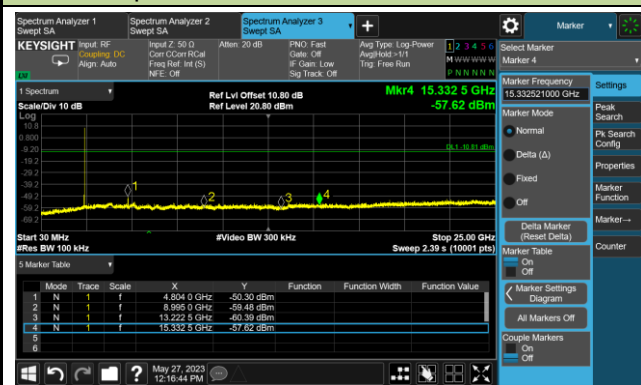 Spectrum Analyzer 1
Swept SA
Spectrum Analyzer 2
Swept SA
Spectrum Analyzer 3
Swept SA
+
Marker
KEYSIGHT
Input: RF
Coupling: DC
Align: Auto
Input Z: 50 Ω
Corr CCorr RCal
Freq Ref: Int (S)
NFE: Off
Atten: 20 dB
PNO: Fast
Gate: Off
IF Gain: Low
Sig Track: Off
Avg Type: Log-Power
Avg|Hold:>1/1
Trig: Free Run
1 2 3 4 5 6
M W W W W W
P N N N N N
Select Marker
Marker 4
1 Spectrum
Scale/Div 10 dB
Ref Lvl Offset 10.80 dB
Ref Level 20.80 dBm
Mkr4 15.332 5 GHz
-57.62 dBm
Log
10.8
0.800
-9.20
-19.2
-29.2
-39.2
-49.2
-59.2
-69.2
DL1 -10.81 dBm
1
2
3
4
Start 30 MHz
#Res BW 100 kHz
#Video BW 300 kHz
Stop 25.00 GHz
Sweep 2.39 s (10001 pts)
5 Marker Table
Mode Trace Scale X Y Function Function Width Function Value
1 N 1 f 4.804 0 GHz -50.30 dBm
2 N 1 f 8.995 0 GHz -59.48 dBm
3 N 1 f 13.222 5 GHz -60.39 dBm
4 N 1 f 15.332 5 GHz -57.62 dBm
5
6
Marker Frequency
15.332521000 GHz
Marker Mode
Normal
Delta (Δ)
Fixed
Off
Delta Marker
(Reset Delta)
Marker Table
On
Off
Marker Settings
Diagram
All Markers Off
Couple Markers
On
Off
Settings
Peak
Search
Pk Search
Config
Properties
Marker
Function
Marker→
Counter
?
May 27, 2023
12:16:44 PM